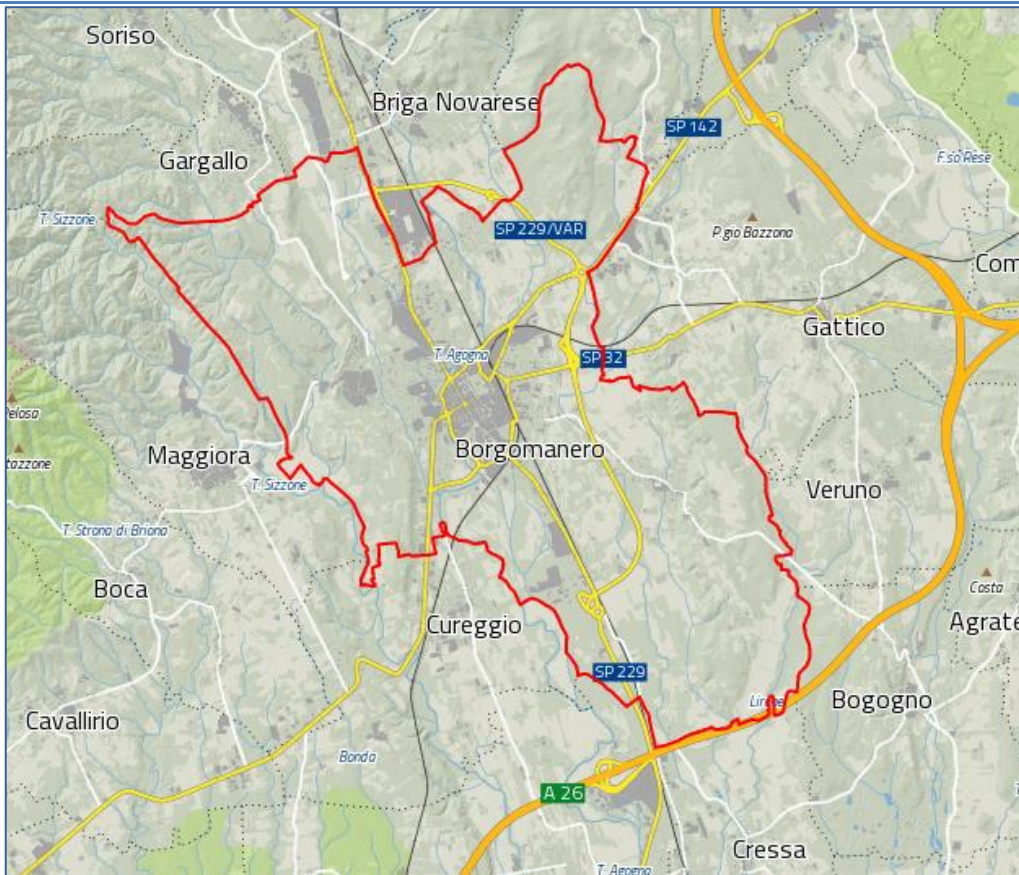 Soriso
Briga Novarese
SP 142
Gargallo
F.so Rese
T. Sizzone
P.gio Bazzona
SP 229/VAR
Com
Gattico
T. Agogna
SP 32
elosa
Borgomanero
Maggiora
tazzone
T. Sizzone
Veruno
T. Strona di Briona
Boca
Costa
Cureggio
Agrate
SP 229
Bogogno
Cavallirio
Bonda
A 26
Cressa
T. Agogna